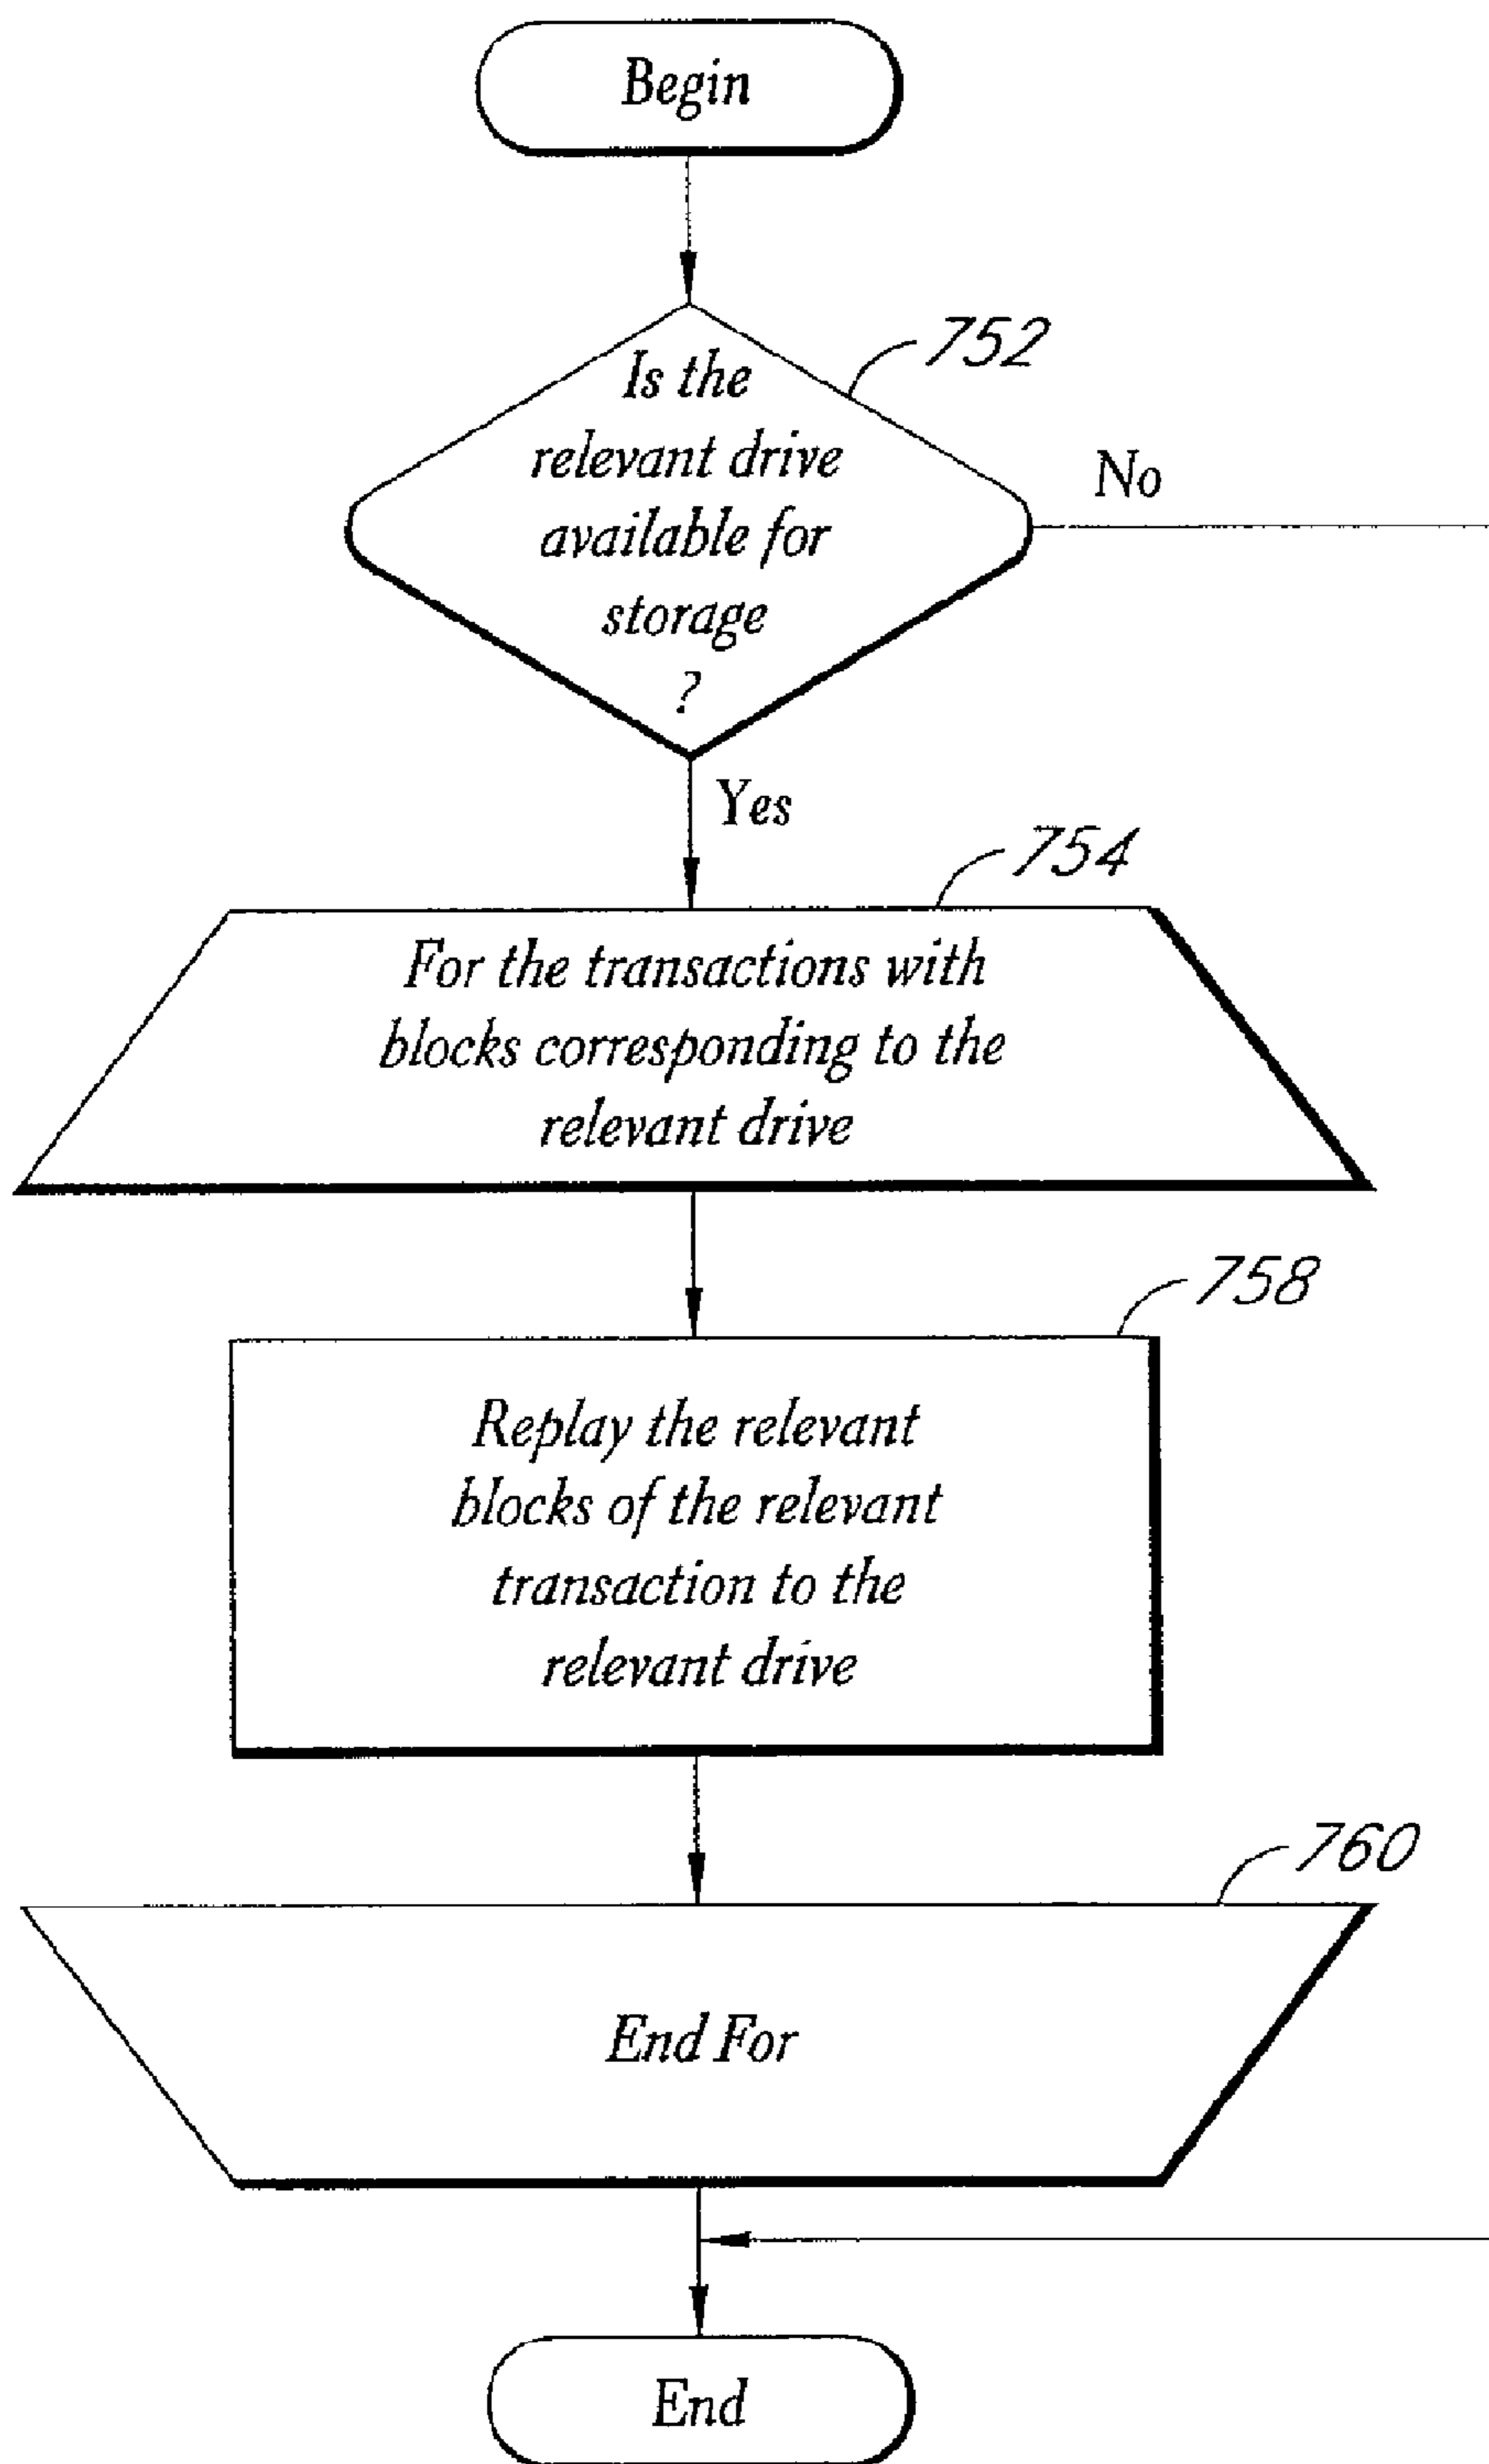 Begin
752
Is the
relevant drive
available for
storage
?
No
Yes
754
For the transactions with
blocks corresponding to the
relevant drive
758
Replay the relevant
blocks of the relevant
transaction to the
relevant drive
760
End For
End